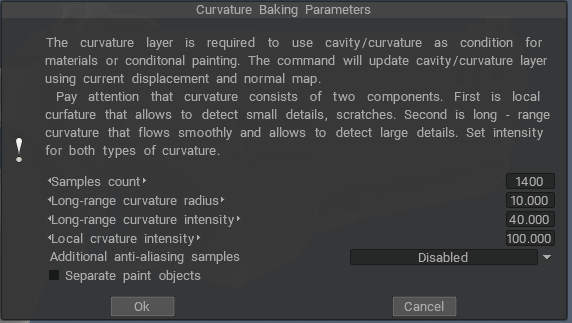 Curvature Baking Parameters
The curvature layer is required to use cavity/curvature as condition for
materials or conditonal painting. The command will update cavity/curvature layer
using current displacement and normal map.
Pay attention that curvature consists of two components. First is local
curfature that allows to detect small details, scratches. Second is long - range
curvature that flows smoothly and allows to detect large details. Set intensity
for both types of curvature.
Samples count 1400
Long-range curvature radius 10.000
Long-range curvature intensity 40.000
Local crvature intensity 100.000
Additional anti-aliasing samples Disabled
Separate paint objects
Ok Cancel